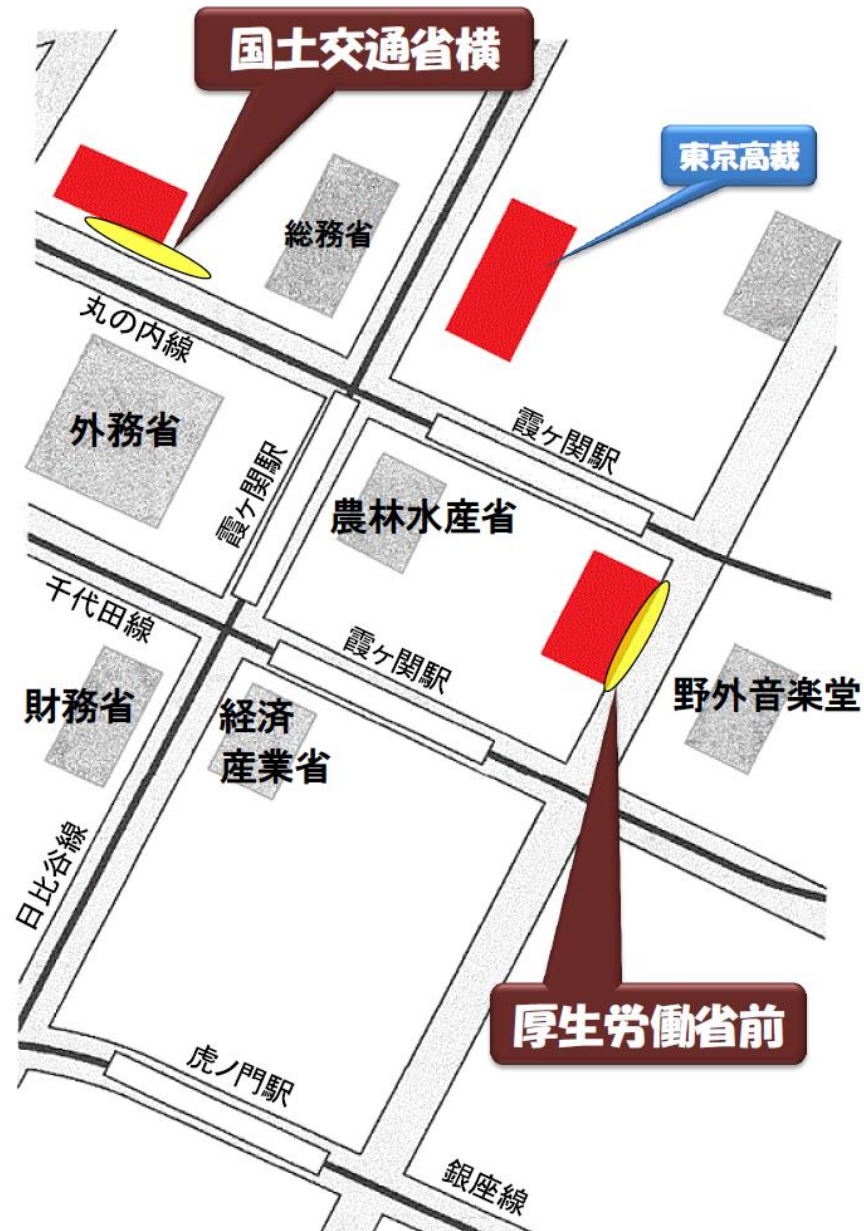 国土交通省横
東京高裁
総務省
丸の内線
外務省
霞ヶ関駅
霞ヶ関駅
農林水産省
千代田線
霞ヶ関駅
財務省
経済
産業省
野外音楽堂
日比谷線
厚生労働省前
虎ノ門駅
銀座線